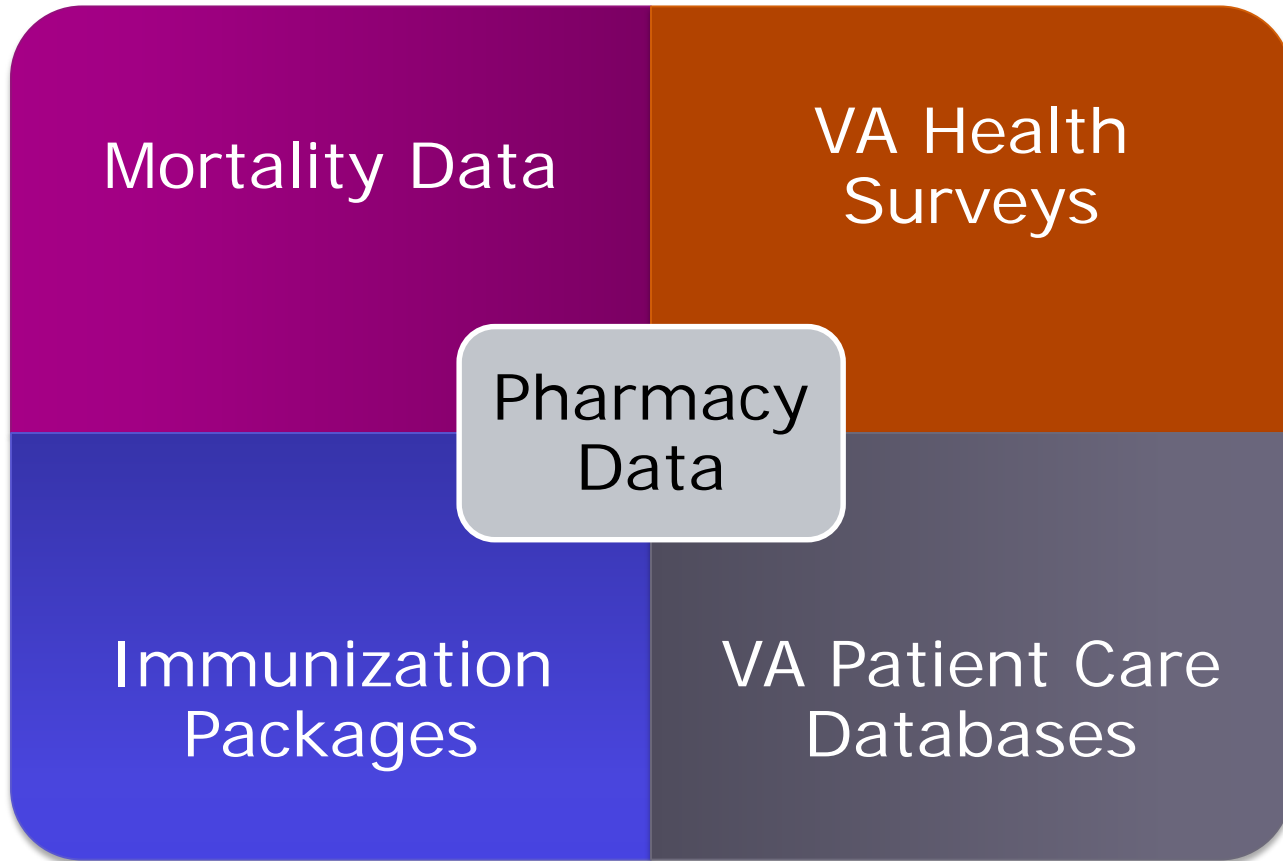 Mortality Data
VA Health
Surveys
Pharmacy
Data
Immunization
Packages
VA Patient Care
Databases